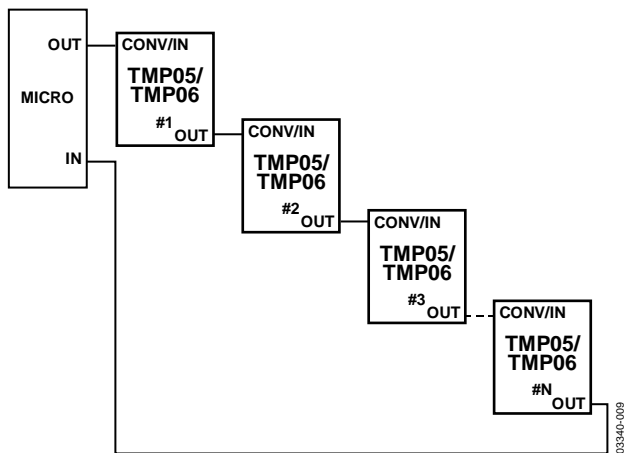 OUT
MICRO
IN
CONV/IN
TMP05/
TMP06
#1
OUT
CONV/IN
TMP05/
TMP06
#2
OUT
CONV/IN
TMP05/
TMP06
#3
OUT
CONV/IN
TMP05/
TMP06
#N
OUT
03340-009